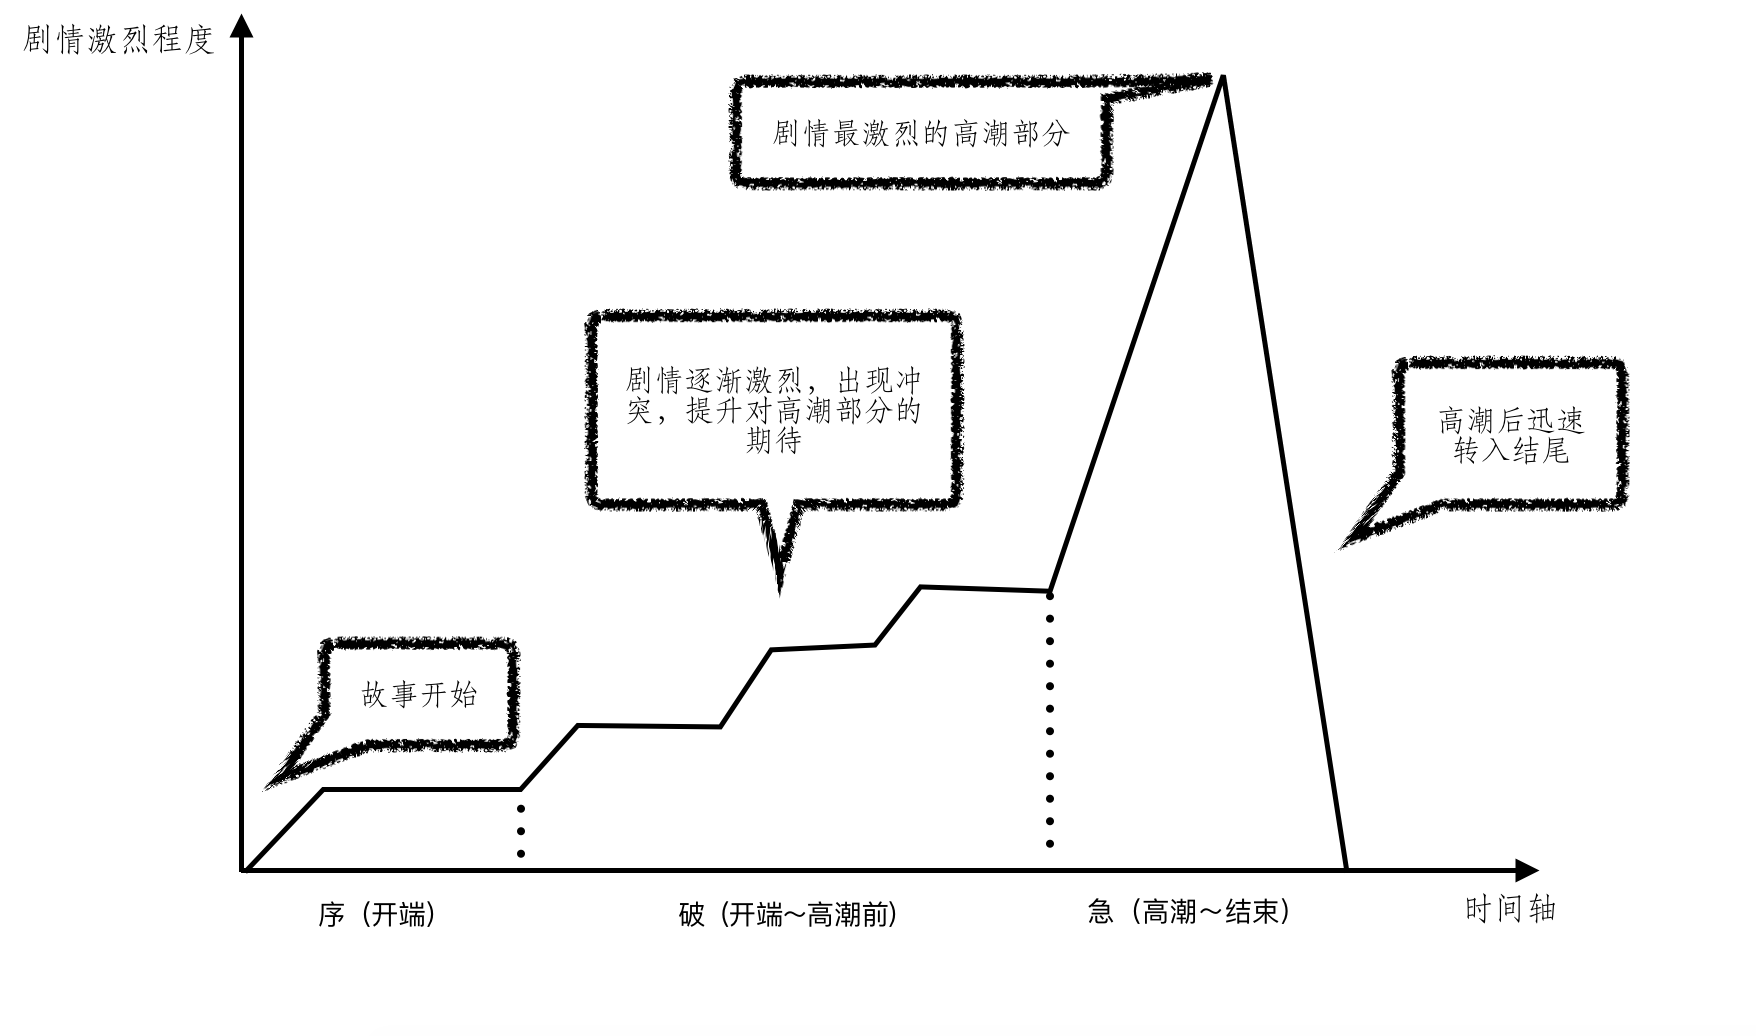 剧情激烈程度
剧情最激烈的高潮部分
剧情逐渐激烈，出现冲
突，提升对高潮部分的
期待
高潮后迅速
转入结尾
故事开始
序（开端）
破（开端～高潮前）
急（高潮～结束）
时间轴